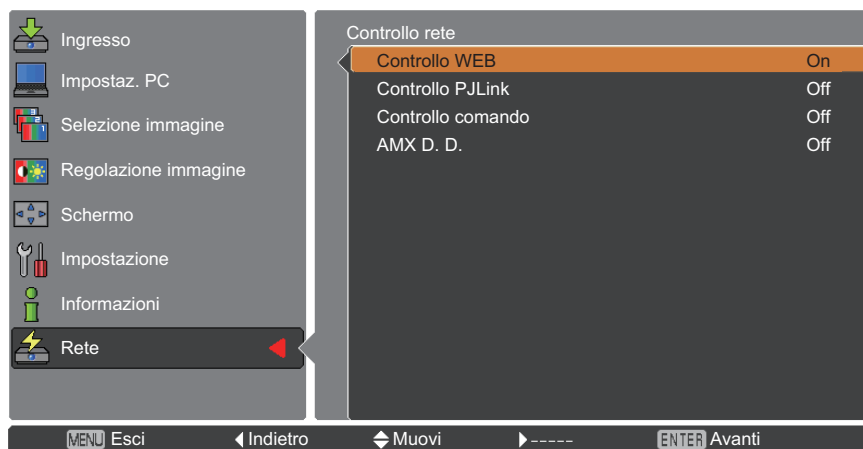 Ingresso
Impostaz. PC
Selezione immagine
Regolazione immagine
Schermo
Impostazione
Informazioni
Rete
Controllo rete
Controllo WEB On
Controllo PJLink Off
Controllo comando Off
AMX D. D. Off
MENU Esci Indietro Muovi ----- ENTER Avanti